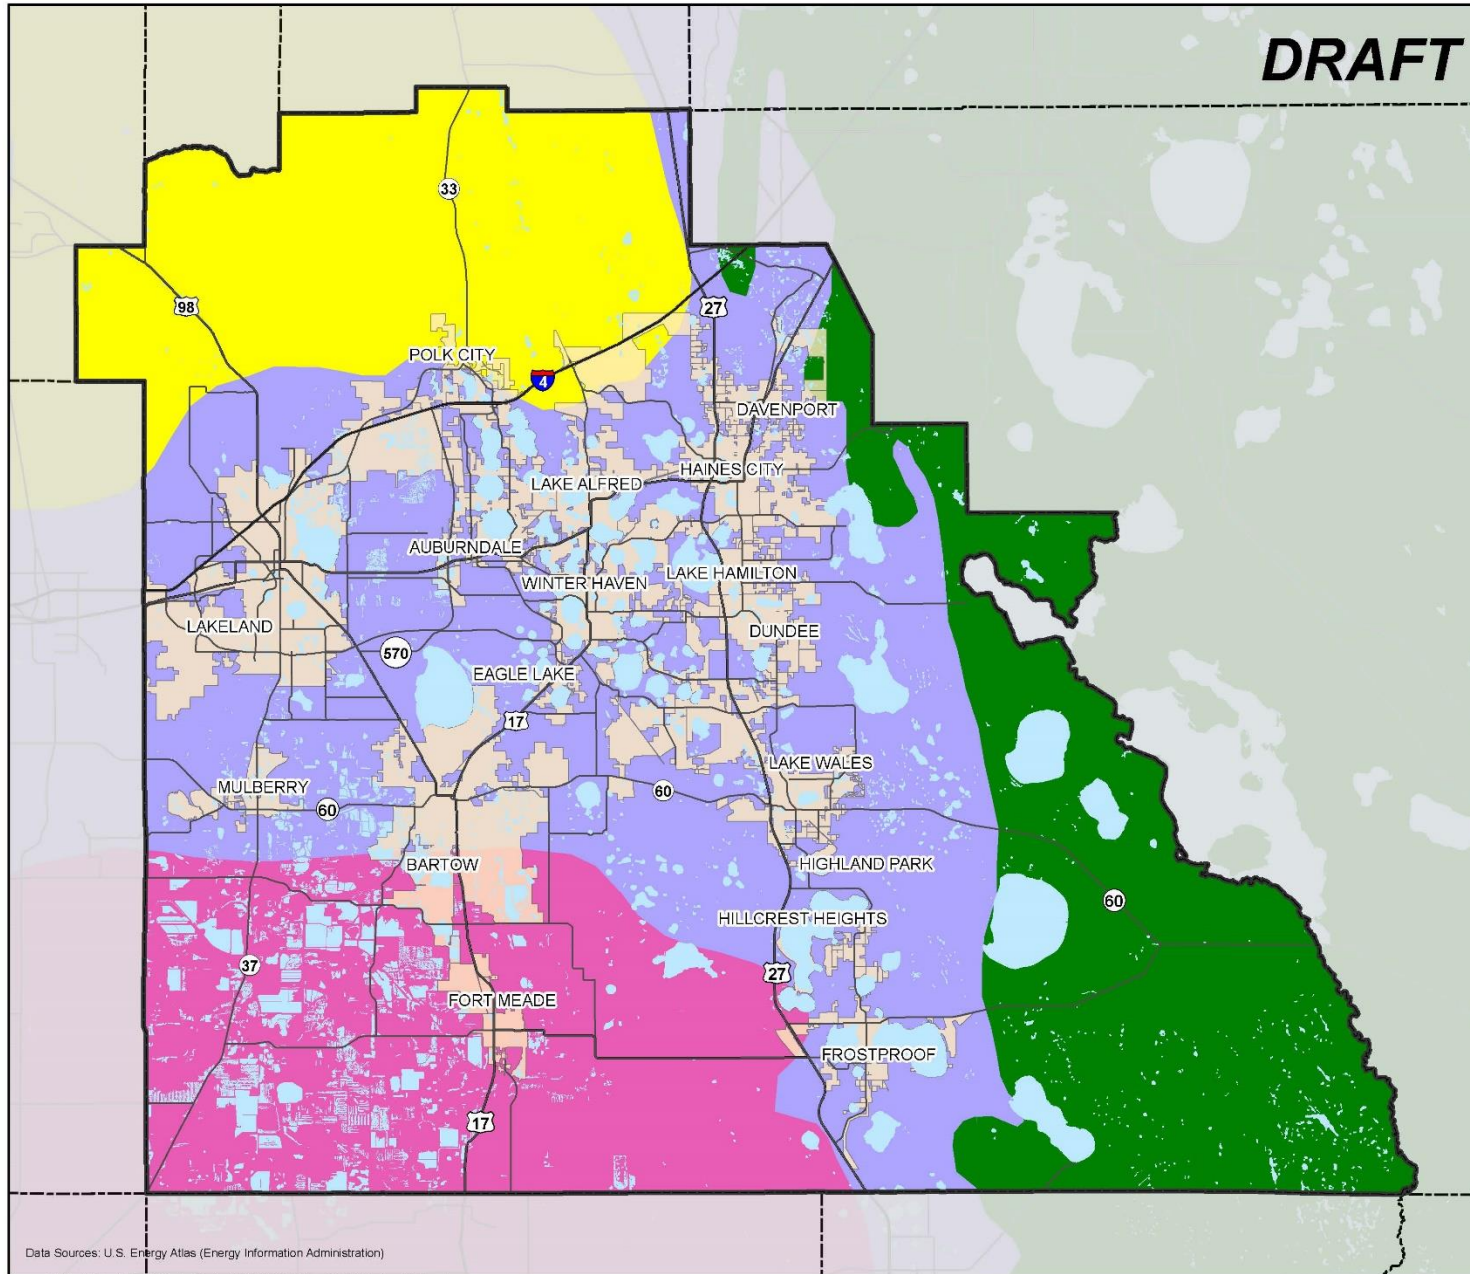 DRAFT
33
98
27
POLK CITY
4
DAVENPORT
HAINES CITY
LAKE ALFRED
AUBURNDALE
LAKE HAMILTON
WINTER HAVEN
LAKELAND
DUNDEE
570
EAGLE LAKE
17
LAKE WALES
MULBERRY
60
60
BARTOW
HIGHLAND PARK
60
HILLCREST HEIGHTS
37
27
FORT MEADE
FROSTPROOF
17
Data Sources: U.S. Energy Atlas (Energy Information Administration)